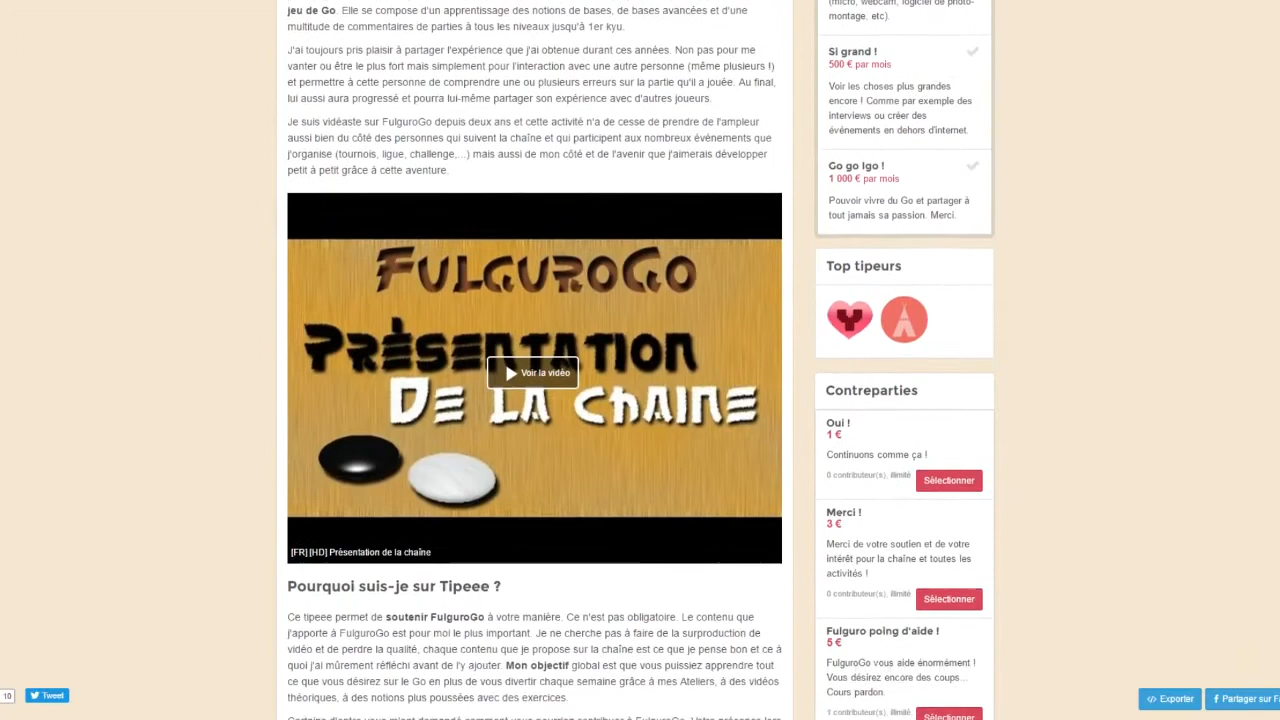 jeu de Go. Elle se compose d'un apprentissage des notions de bases, de bases avancées et d'une
multitude de commentaires de parties à tous les niveaux jusqu'à 1er kyu.
J'ai toujours pris plaisir à partager l'expérience que j'ai obtenue durant ces années. Non pas pour me
vanter ou être le plus fort mais simplement pour l'interaction avec une autre personne (même plusieurs !)
et permettre à cette personne de comprendre une ou plusieurs erreurs sur la partie qu'il a jouée. Au final,
lui aussi aura progressé et pourra lui-même partager son expérience avec d'autres joueurs.
Je suis vidéaste sur FulguroGo depuis deux ans et cette activité n'a de cesse de prendre de l'ampleur
aussi bien du côté des personnes qui suivent la chaîne et qui participent aux nombreux évènements que
j'organise (tournois, ligue, challenge,...) mais aussi de mon côté et de l'avenir que j'aimerais développer
petit à petit grâce à cette aventure.
FulguroGo
Présentation
De la chaine
Voir la vidéo
[FR] [HD] Présentation de la chaîne
Pourquoi suis-je sur Tipeee ?
Ce tipeee permet de soutenir FulguroGo à votre manière. Ce n'est pas obligatoire. Le contenu que
j'apporte à FulguroGo est pour moi le plus important. Je ne cherche pas à faire de la surproduction de
vidéo et de perdre la qualité, chaque contenu que je propose sur la chaîne est ce que je pense bon et ce à
quoi j'ai mûrement réfléchi avant de l'y ajouter. Mon objectif global est que vous puissiez apprendre tout
ce que vous désirez sur le Go en plus de vous divertir chaque semaine grâce à mes Ateliers, à des vidéos
théoriques, à des notions plus poussées avec des exercices.
(micro, webcam, logiciel de photo-
montage, etc).
Si grand !
500 € par mois
Voir les choses plus grandes
encore ! Comme par exemple des
interviews ou créer des
événements en dehors d'internet.
Go go Igo !
1 000 € par mois
Pouvoir vivre du Go et partager à
tout jamais sa passion. Merci.
Top tipeurs
Contreparties
Oui !
1 €
Continuons comme ça !
0 contributeur(s), illimité
Sélectionner
Merci !
3 €
Merci de votre soutien et de votre
intérêt pour la chaîne et toutes les
activités !
0 contributeur(s), illimité
Sélectionner
Fulguro poing d'aide !
5 €
FulguroGo vous aide énormément !
Vous désirez encore des coups...
Cours pardon.
1 contributeur(s), illimité
Sélectionner
10
Tweet
Exporter
Partager sur Fa